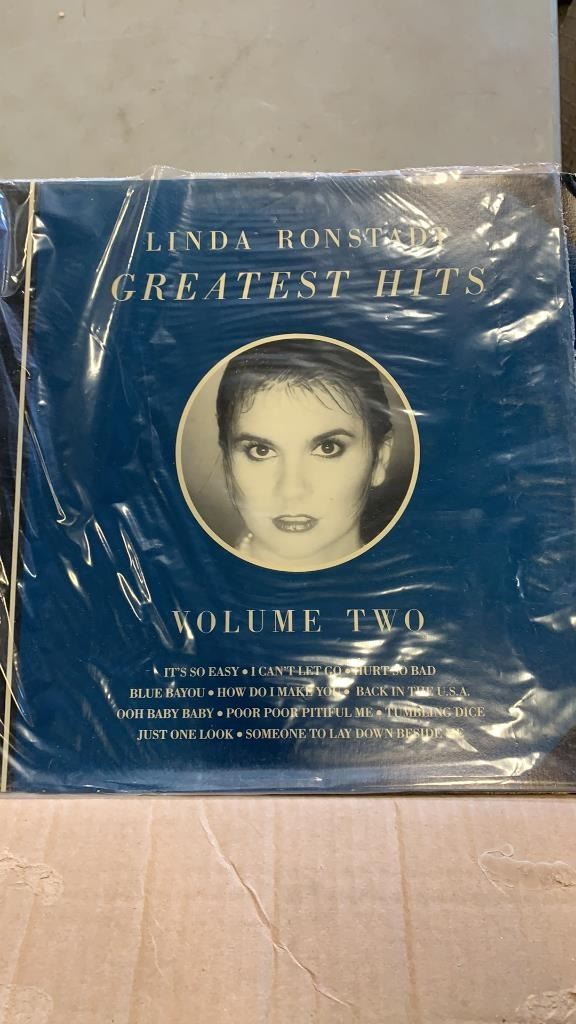 LINDA RONSTADT
GREATEST HITS
VOLUME TWO
IT'S SO EASY • I CAN'T LET GO • HURT SO BAD
BLUE BAYOU • HOW DO I MAKE YOU • BACK IN THE U.S.A.
OOH BABY BABY • POOR POOR PITIFUL ME • TUMBLING DICE
JUST ONE LOOK • SOMEONE TO LAY DOWN BESIDE ME